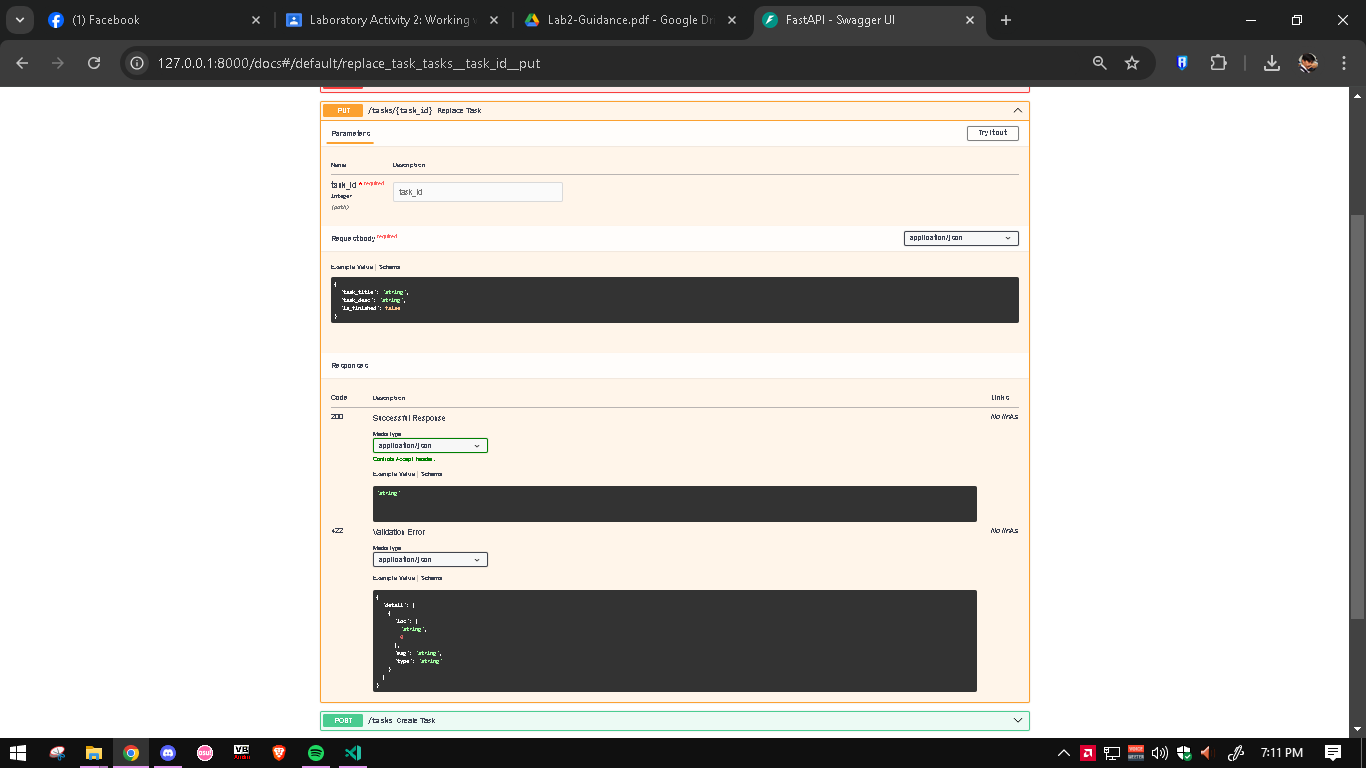 (1) Facebook
Laboratory Activity 2: Working v
Lab2-Guidance.pdf - Google Dr
FastAPI - Swagger UI
127.0.0.1:8000/docs#/default/replace_task_tasks__task_id__put
PUT /tasks/{task_id} Replace Task
Parameters
Try it out
Name Description
task_id * required
integer
(path)
task_id
Request body required
application/json
Example Value | Schema
{
"task_title": "string",
"task_desc": "string",
"is_finished": false
}
Responses
Code Description Links
200 Successful Response No links
Media type
application/json
Controls Accept header.
Example Value | Schema
"string"
422 Validation Error No links
Media type
application/json
Example Value | Schema
{
"detail": [
{
"loc": [
"string",
0
],
"msg": "string",
"type": "string"
}
]
}
POST /tasks Create Task
osu!
VB
Audio
7:11 PM